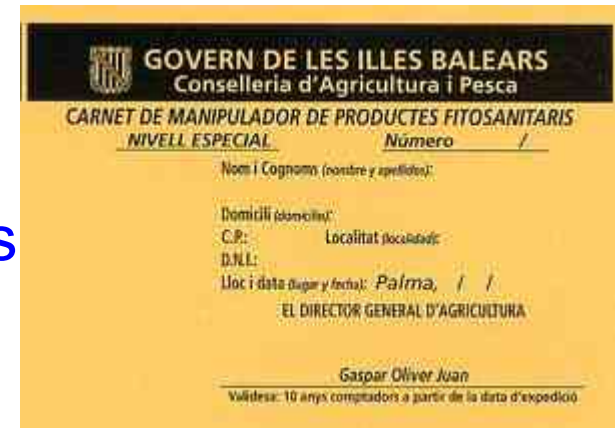 GOVERN DE LES ILLES BALEARS
Conselleria d'Agricultura i Pesca
CARNET DE MANIPULADOR DE PRODUCTES FITOSANITARIS
NIVELL ESPECIAL Número /
Nom i Cognoms (nombre y apellidos):
Domicili (domicilio):
C.P.: Localitat (localidad):
D.N.I.:
Lloc i data (lugar y fecha): Palma, / /
EL DIRECTOR GENERAL D'AGRICULTURA
s
Gaspar Oliver Juan
Validesa: 10 anys comptadors a partir de la data d'expedició